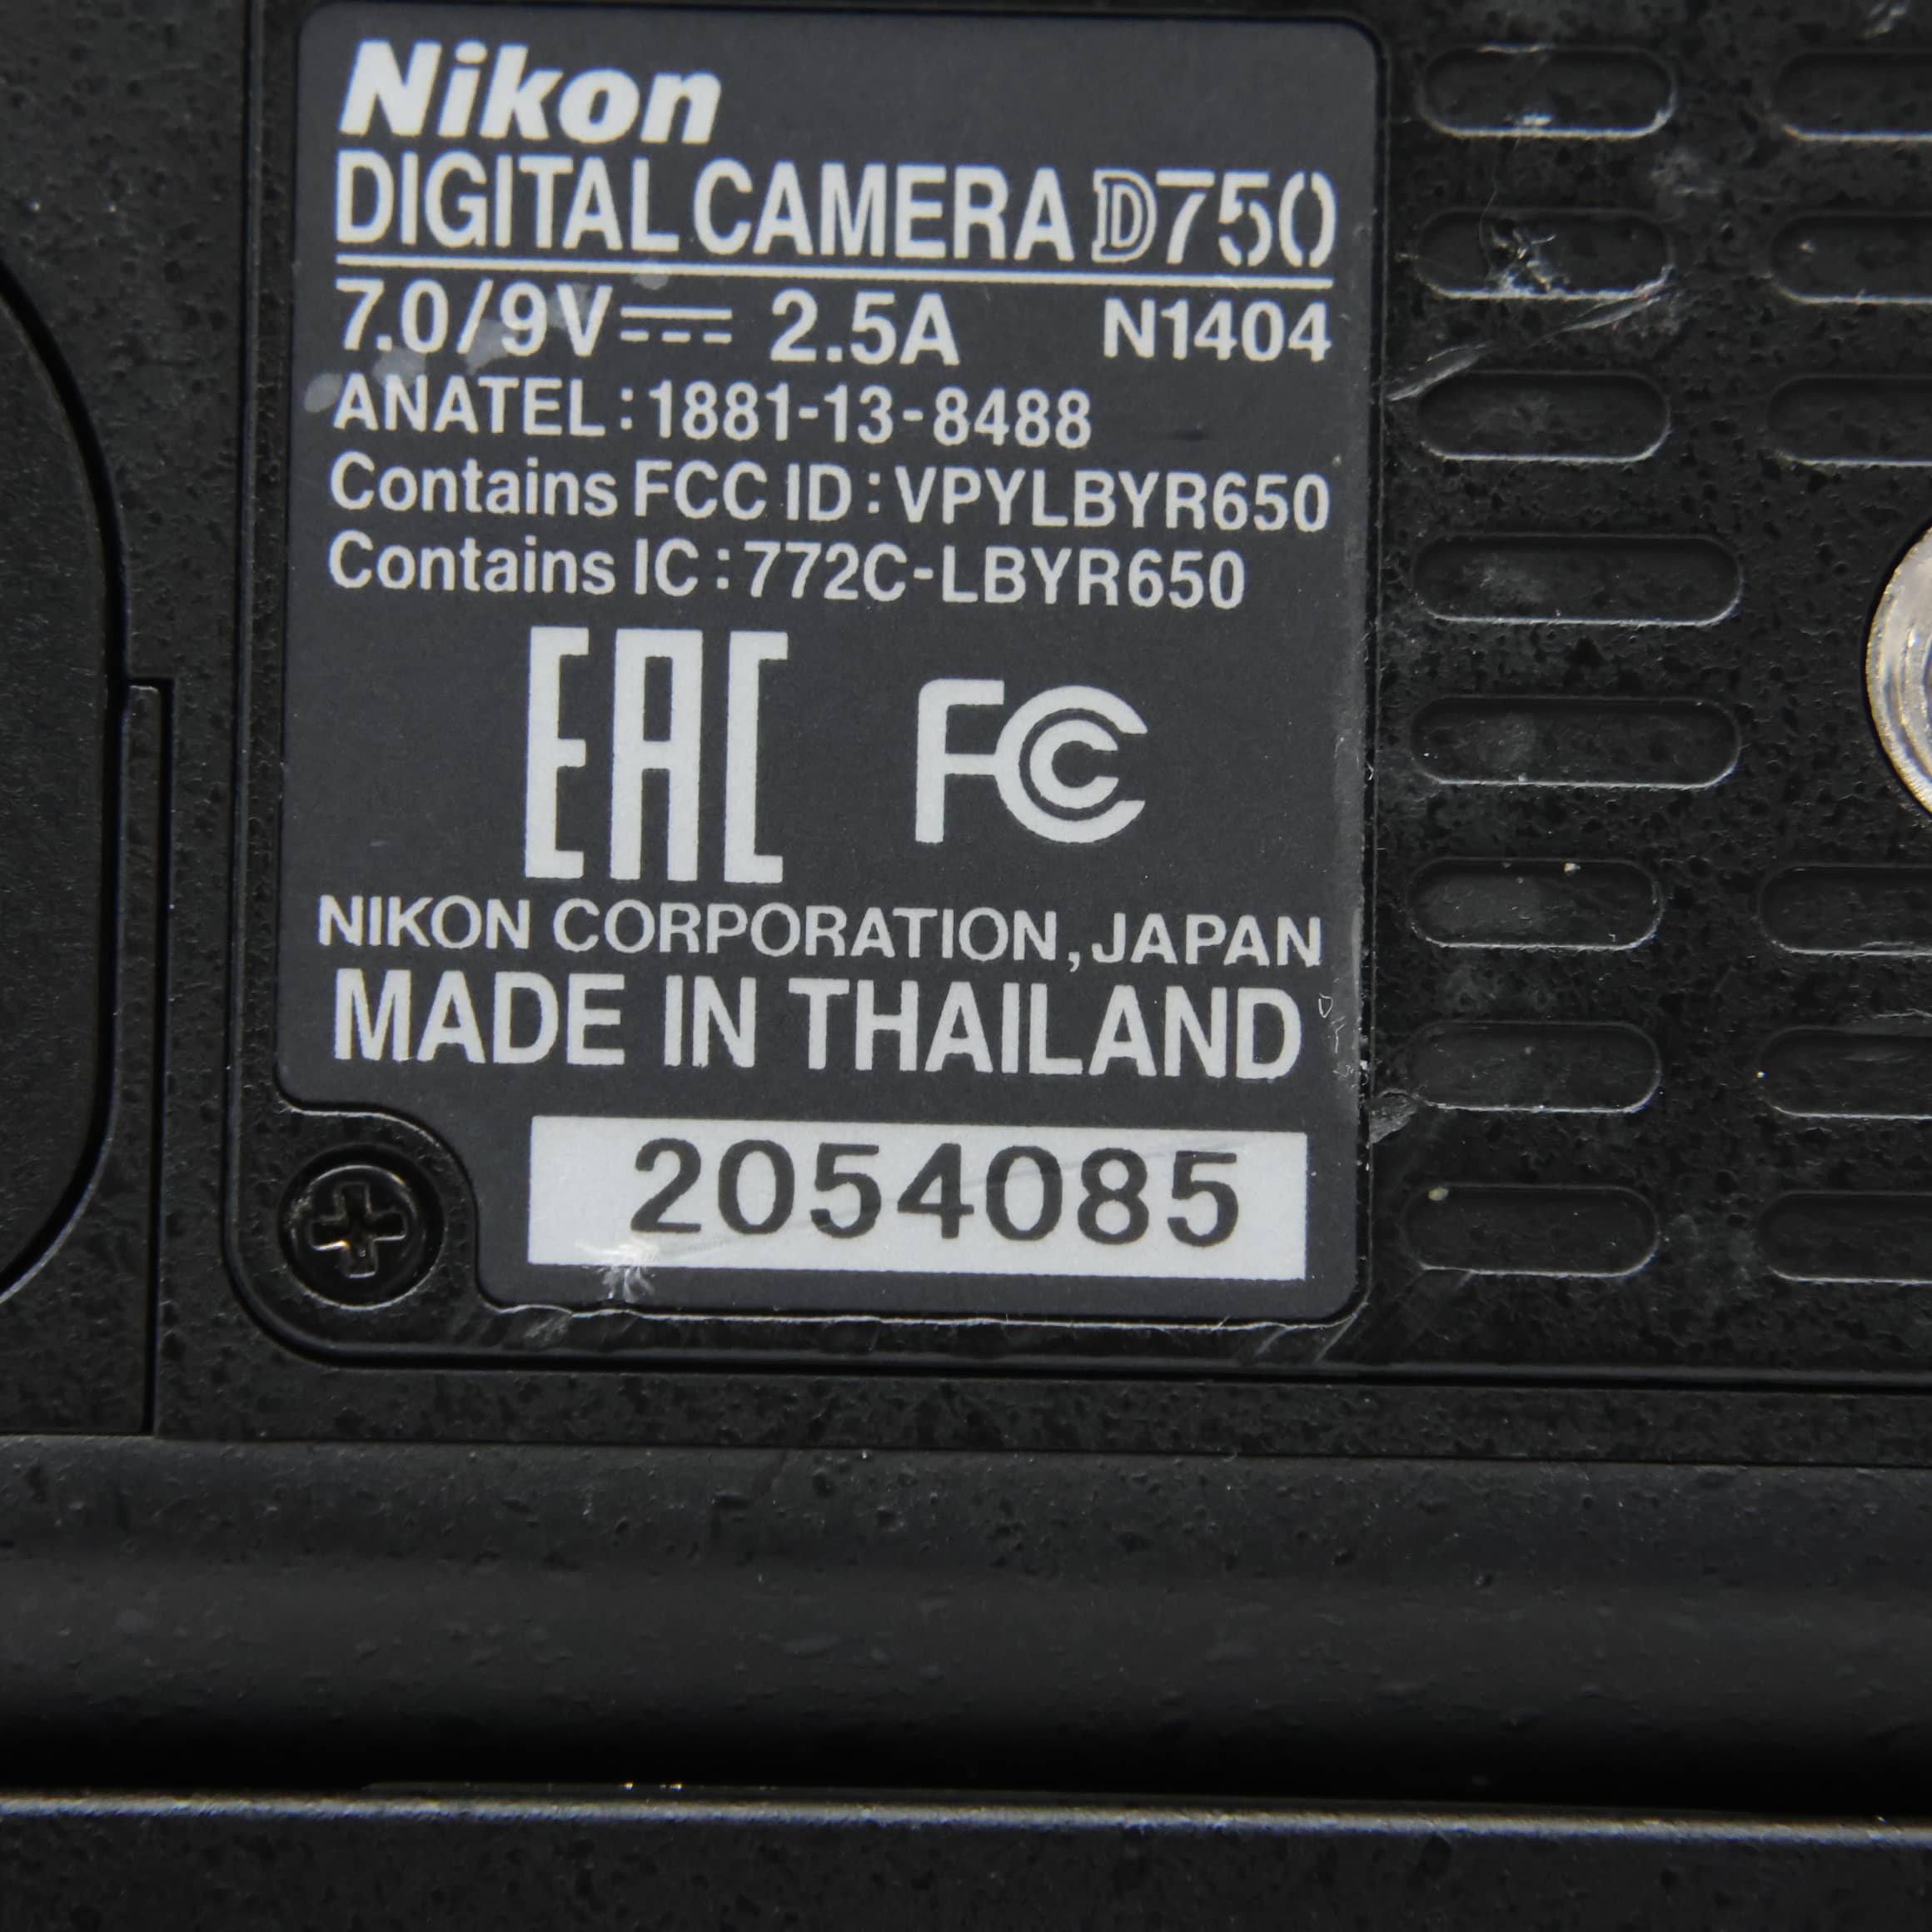 Nikon
DIGITAL CAMERA D750
7.0/9V⎓ 2.5A N1404
ANATEL:1881-13-8488
Contains FCC ID:VPYLBYR650
Contains IC:772C-LBYR650
EAC FC
NIKON CORPORATION, JAPAN
MADE IN THAILAND
2054085